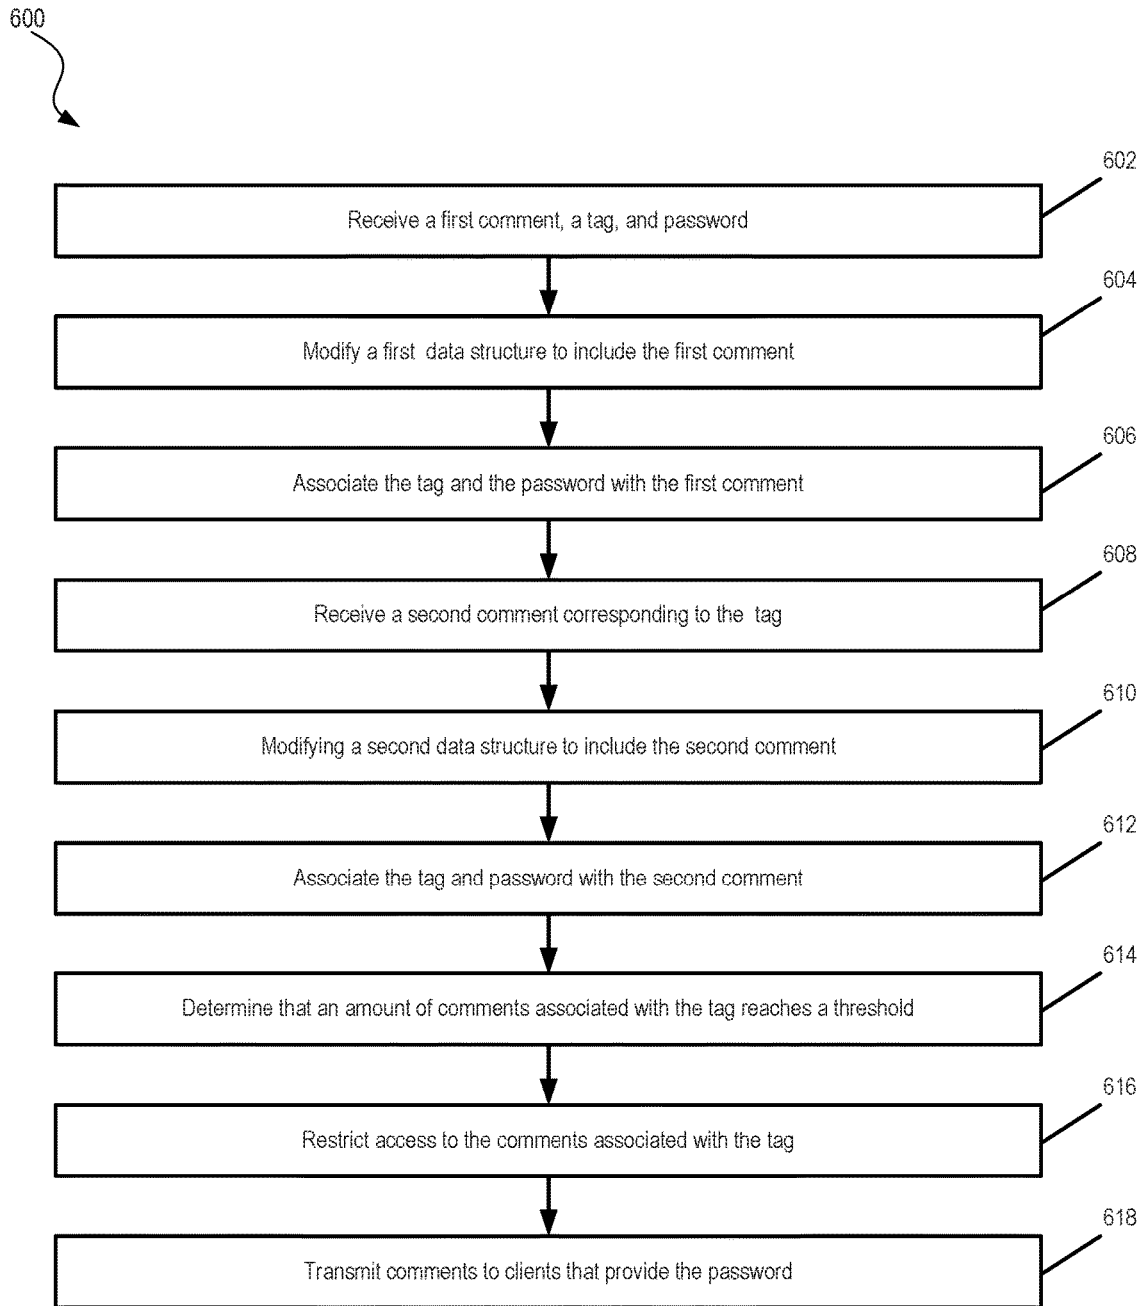 600
602
Receive a first comment, a tag, and password
604
Modify a first data structure to include the first comment
606
Associate the tag and the password with the first comment
608
Receive a second comment corresponding to the tag
610
Modifying a second data structure to include the second comment
612
Associate the tag and password with the second comment
614
Determine that an amount of comments associated with the tag reaches a threshold
616
Restrict access to the comments associated with the tag
618
Transmit comments to clients that provide the password